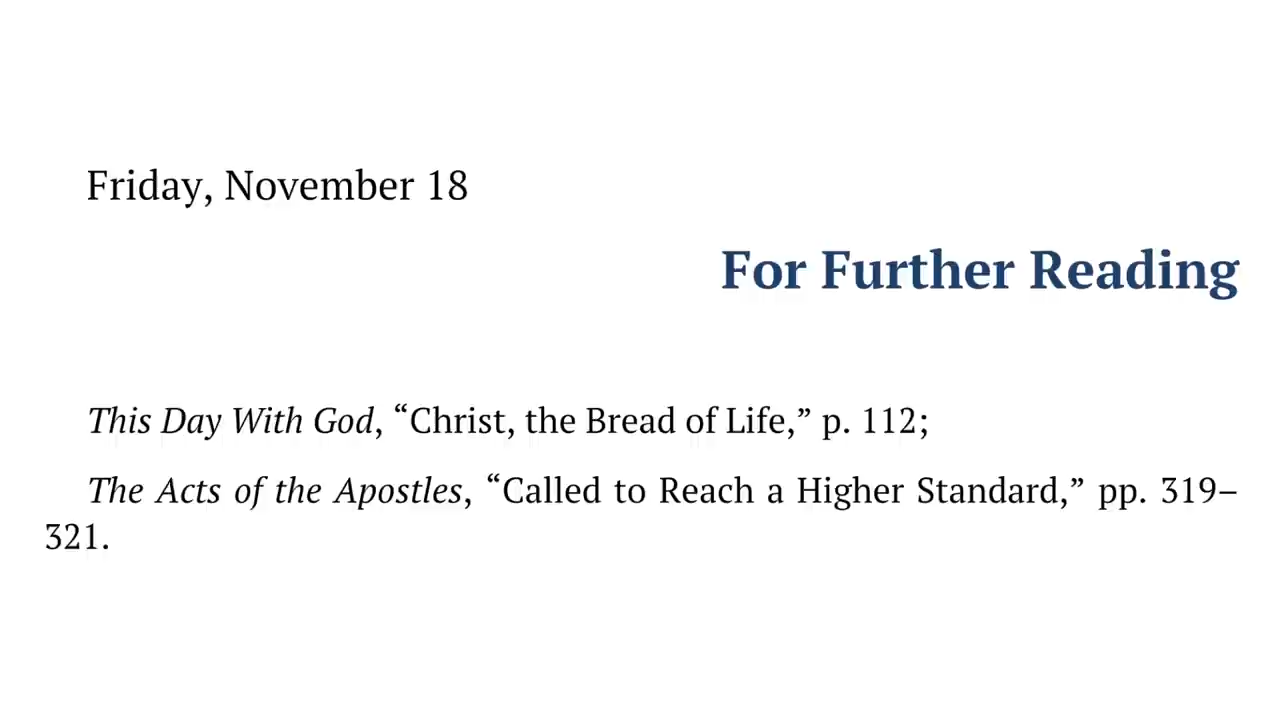 Friday, November 18
For Further Reading
This Day With God, “Christ, the Bread of Life,” p. 112;
The Acts of the Apostles, “Called to Reach a Higher Standard,” pp. 319–
321.